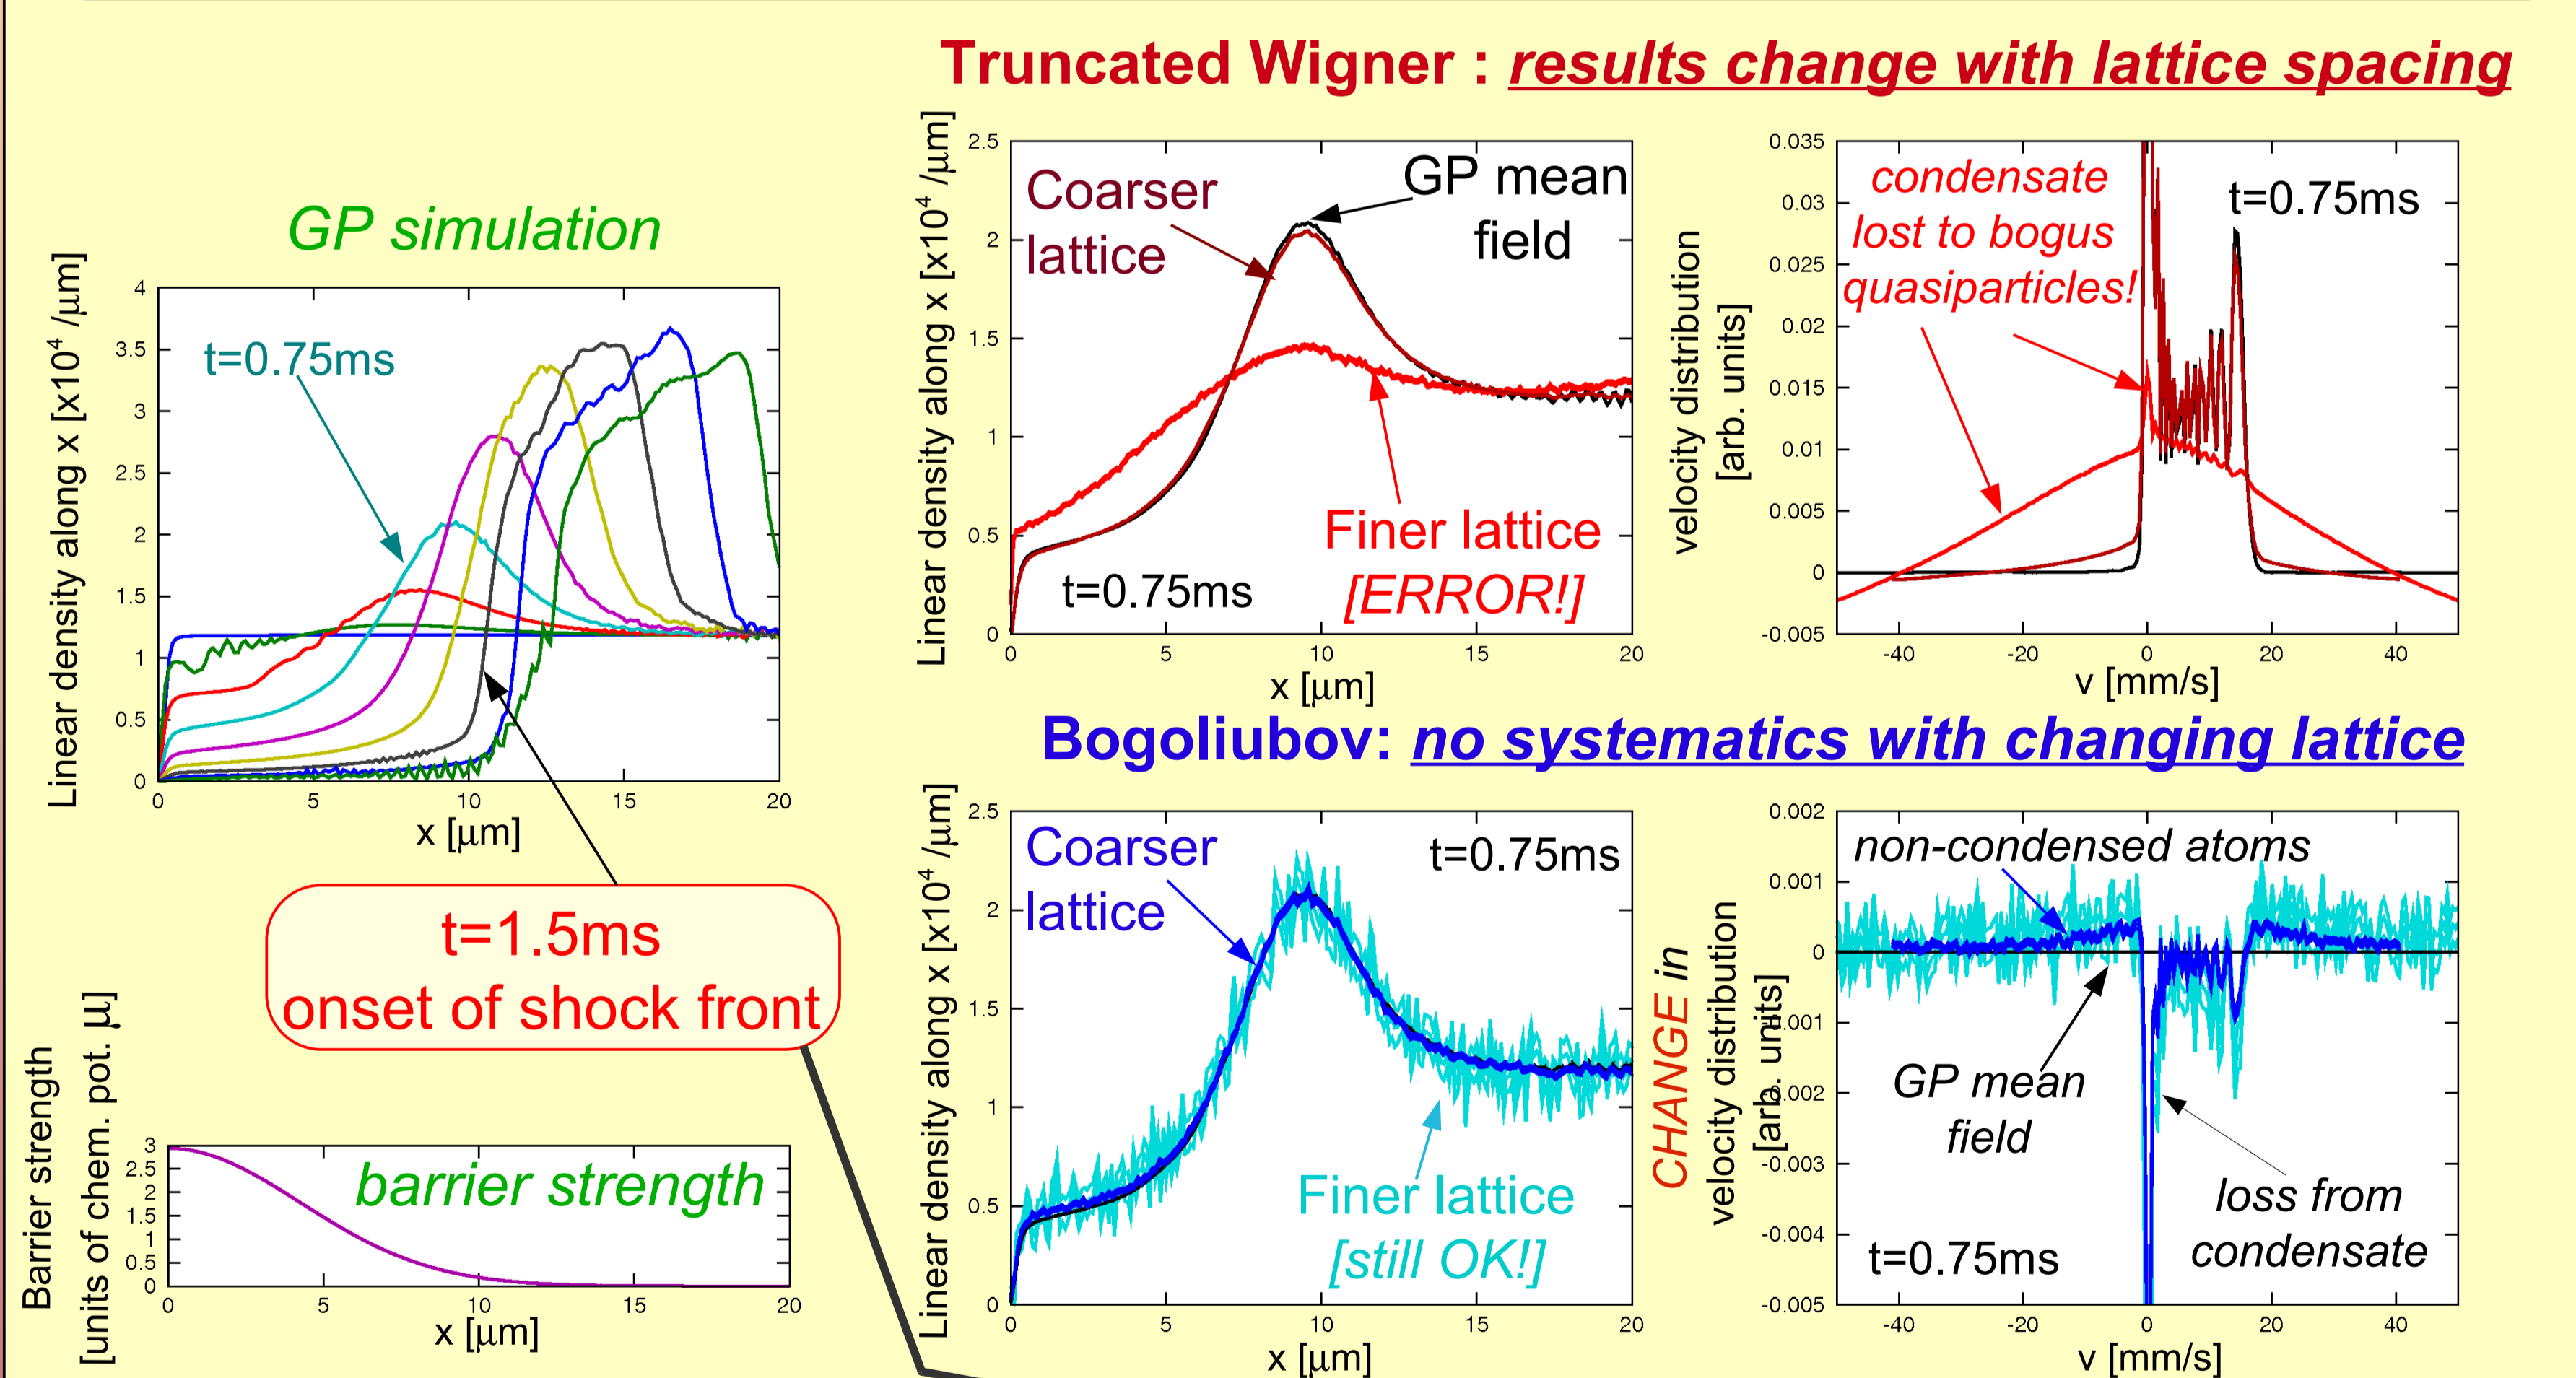 Truncated Wigner : results change with lattice spacing
GP simulation
Linear density along x [x10⁴ /μm]
4
3.5
3
2.5
2
1.5
1
0.5
0
t=0.75ms
0 5 10 15 20
x [μm]
t=1.5ms
onset of shock front
Barrier strength
[units of chem. pot. μ]
3
2.5
2
1.5
1
0.5
0
barrier strength
0 5 10 15 20
x [μm]
Linear density along x [x10⁴ /μm]
2.5
2
1.5
1
0.5
0
Coarser
lattice
GP mean
field
Finer lattice
[ERROR!]
t=0.75ms
0 5 10 15 20
x [μm]
velocity distribution
[arb. units]
0.035
0.03
0.025
0.02
0.015
0.01
0.005
0
-0.005
condensate
lost to bogus
quasiparticles!
t=0.75ms
-40 -20 0 20 40
v [mm/s]
Bogoliubov: no systematics with changing lattice
Linear density along x [x10⁴ /μm]
2.5
2
1.5
1
0.5
0
Coarser
lattice
t=0.75ms
Finer lattice
[still OK!]
0 5 10 15 20
x [μm]
CHANGE in
velocity distribution
[arb. units]
0.002
0.001
0
-0.001
-0.002
-0.003
-0.004
-0.005
non-condensed atoms
GP mean
field
loss from
condensate
t=0.75ms
-40 -20 0 20 40
v [mm/s]